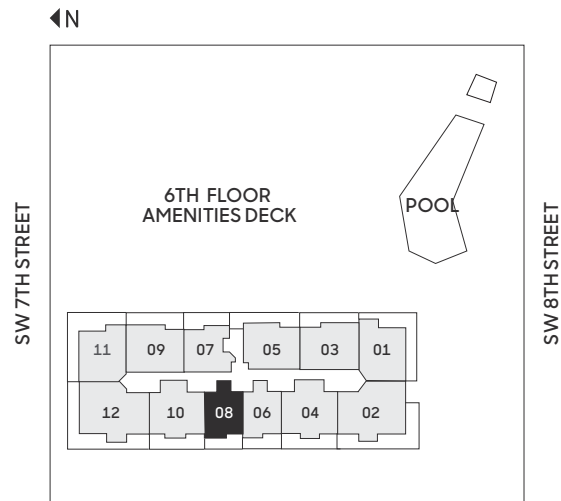 N
6TH FLOOR
AMENITIES DECK
POOL
SW 7TH STREET
SW 8TH STREET
11 09 07 05 03 01
12 10 08 06 04 02